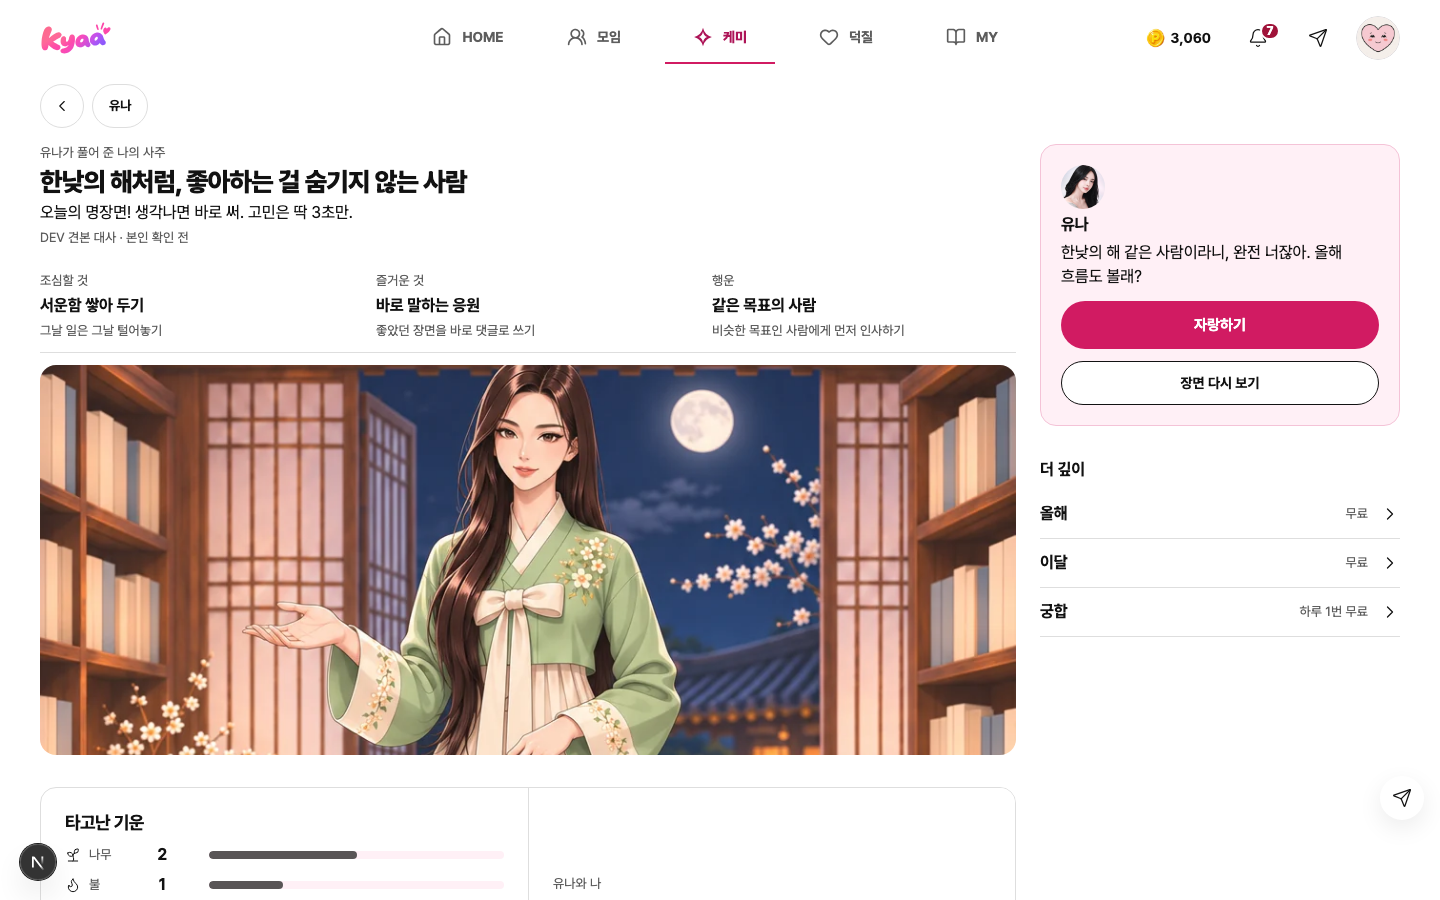 kyaa
HOME
모임
케미
덕질
MY
3,060
7
유나
유나가 풀어 준 나의 사주
한낮의 해처럼, 좋아하는 걸 숨기지 않는 사람
오늘의 명장면! 생각나면 바로 써. 고민은 딱 3초만.
DEV 견본 대사 · 본인 확인 전
조심할 것
서운함 쌓아 두기
그날 일은 그날 털어놓기
즐거운 것
바로 말하는 응원
좋았던 장면을 바로 댓글로 쓰기
행운
같은 목표의 사람
비슷한 목표인 사람에게 먼저 인사하기
타고난 기운
나무 2
불 1
유나와 나
N
유나
한낮의 해 같은 사람이라니, 완전 너잖아. 올해
흐름도 볼래?
자랑하기
장면 다시 보기
더 깊이
올해 무료
이달 무료
궁합 하루 1번 무료